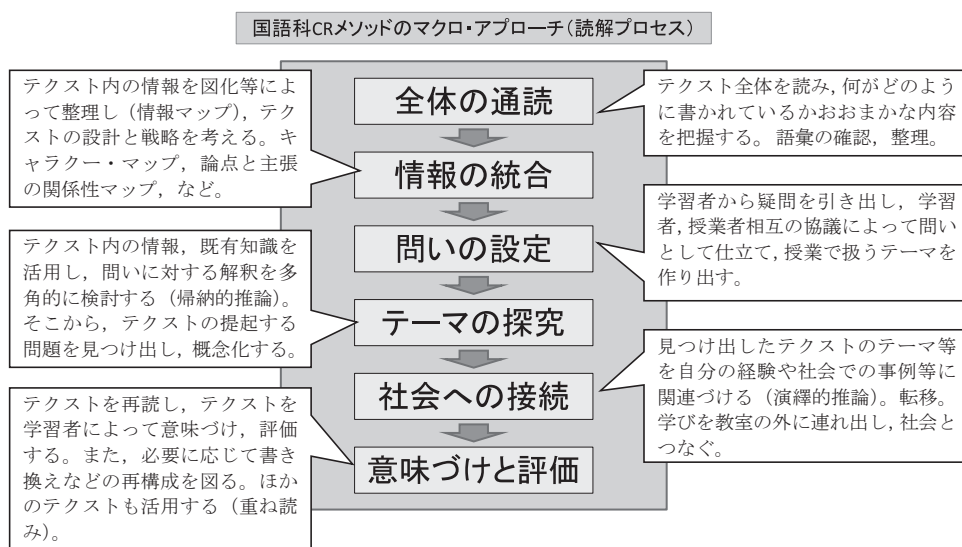 国語科CRメソッドのマクロ・アプローチ(読解プロセス)
全体の通読
テクスト全体を読み,何がどのよう
に書かれているかおおまかな内容
を把握する。語彙の確認,整理。
情報の統合
テクスト内の情報を図化等によ
って整理し(情報マップ),テク
ストの設計と戦略を考える。キ
ャラクー・マップ,論点と主張
の関係性マップ,など。
問いの設定
学習者から疑問を引き出し,学習
者,授業者相互の協議によって問い
として仕立て,授業で扱うテーマを
作り出す。
テーマの探究
テクスト内の情報,既有知識を
活用し,問いに対する解釈を多
角的に検討する(帰納的推論)。
そこから,テクストの提起する
問題を見つけ出し,概念化する。
社会への接続
見つけ出したテクストのテーマ等
を自分の経験や社会での事例等に
関連づける(演繹的推論)。転移。
学びを教室の外に連れ出し,社会と
つなぐ。
意味づけと評価
テクストを再読し,テクストを
学習者によって意味づけ,評価
する。また,必要に応じて書き
換えなどの再構成を図る。ほか
のテクストも活用する(重ね読
み)。